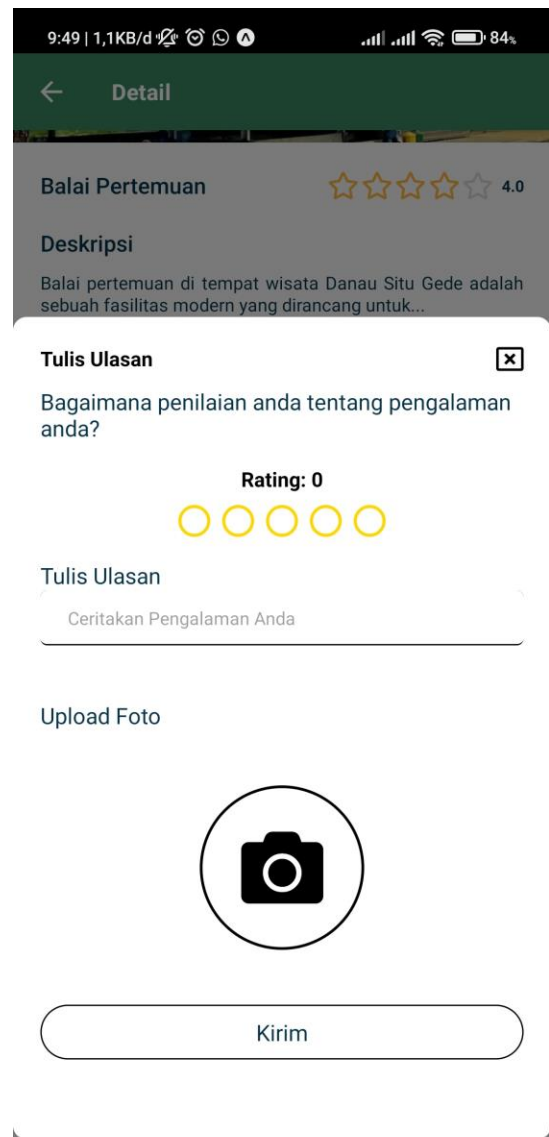 9:49 | 1,1KB/d 84%
Detail
Balai Pertemuan 4.0
Deskripsi
Balai pertemuan di tempat wisata Danau Situ Gede adalah
sebuah fasilitas modern yang dirancang untuk...
Tulis Ulasan
Bagaimana penilaian anda tentang pengalaman
anda?
Rating: 0
Tulis Ulasan
Ceritakan Pengalaman Anda
Upload Foto
Kirim